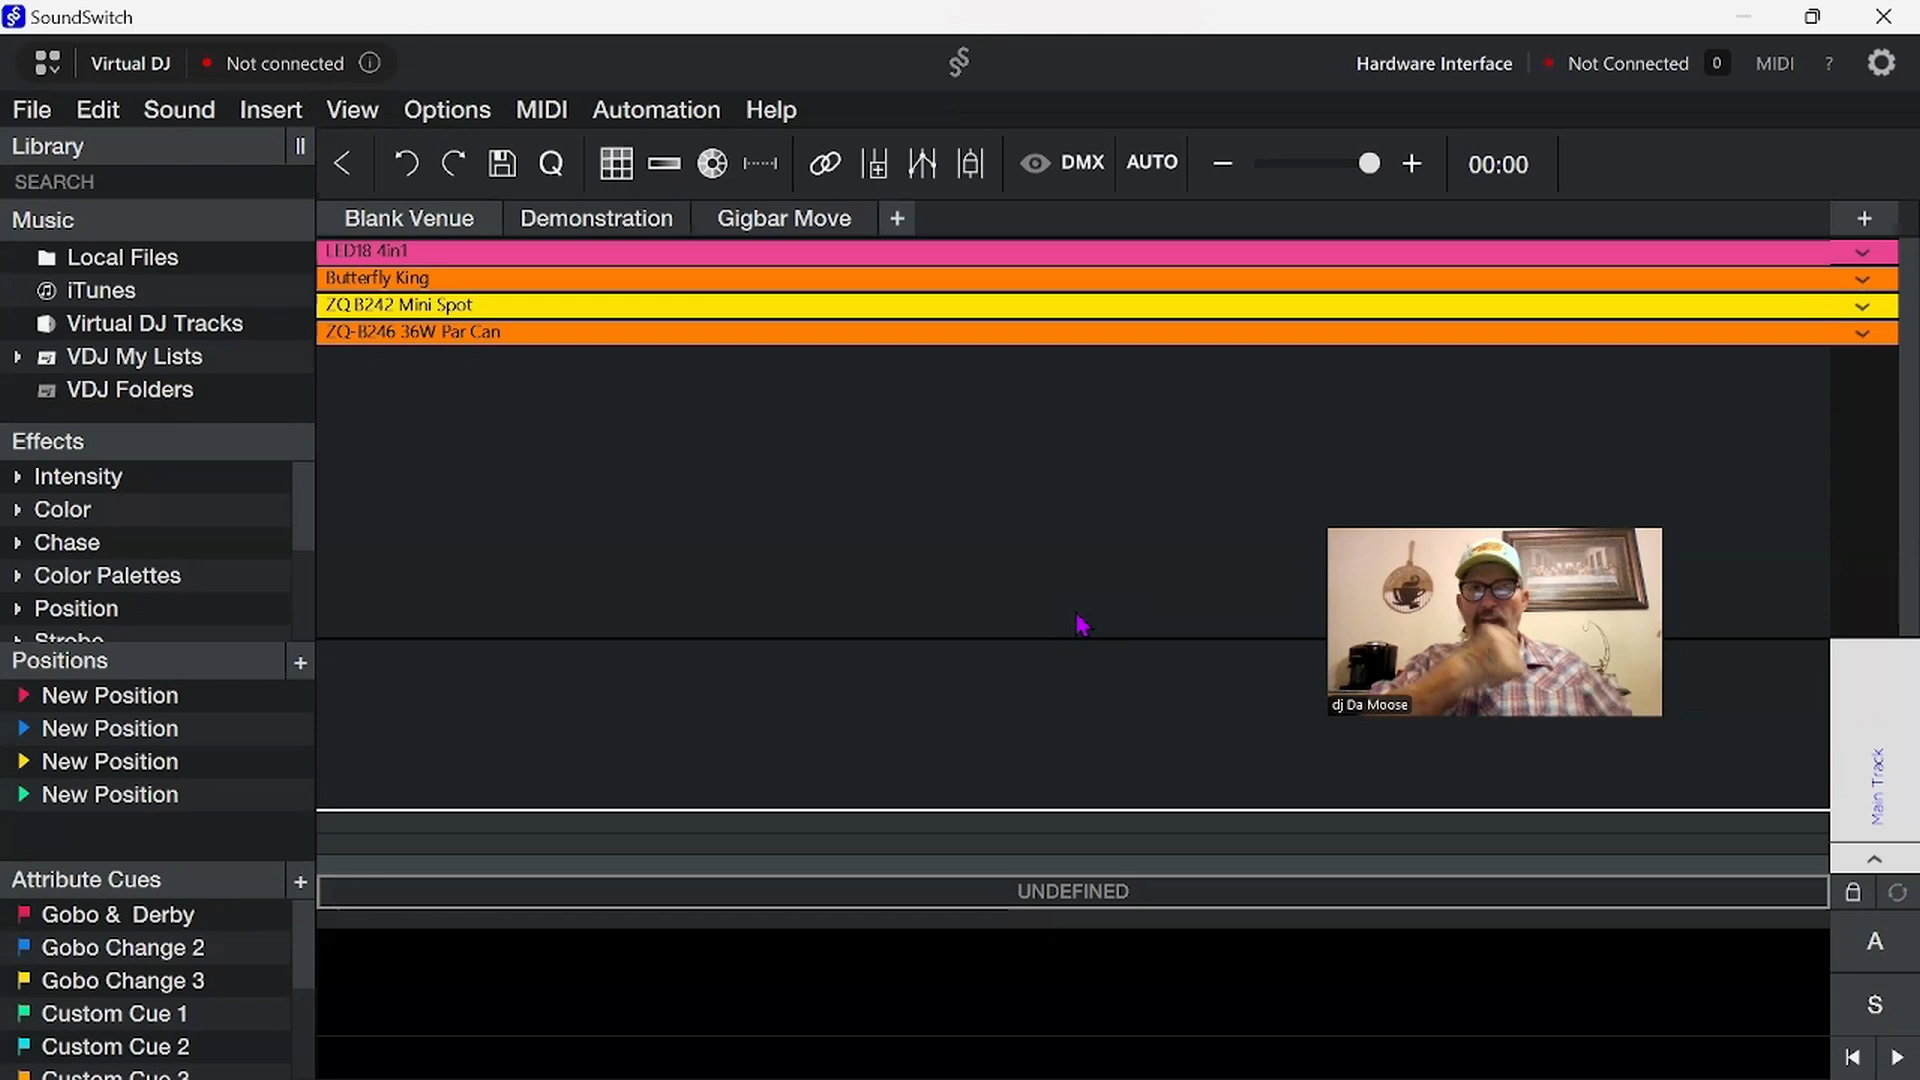 SoundSwitch
Virtual DJ
Not connected
Hardware Interface
Not Connected
0
MIDI
?
File
Edit
Sound
Insert
View
Options
MIDI
Automation
Help
Library
SEARCH
Q
DMX
AUTO
00:00
Music
Blank Venue
Demonstration
Gigbar Move
+
+
Local Files
iTunes
Virtual DJ Tracks
VDJ My Lists
VDJ Folders
LED18 4in1
Butterfly King
ZQ B242 Mini Spot
ZQ-B246 36W Par Can
Effects
Intensity
Color
Chase
Color Palettes
Position
Strobe
Positions
+
New Position
New Position
New Position
New Position
dj Da Moose
Main Track
Attribute Cues
+
UNDEFINED
Gobo & Derby
Gobo Change 2
Gobo Change 3
Custom Cue 1
Custom Cue 2
Custom Cue 3
A
S